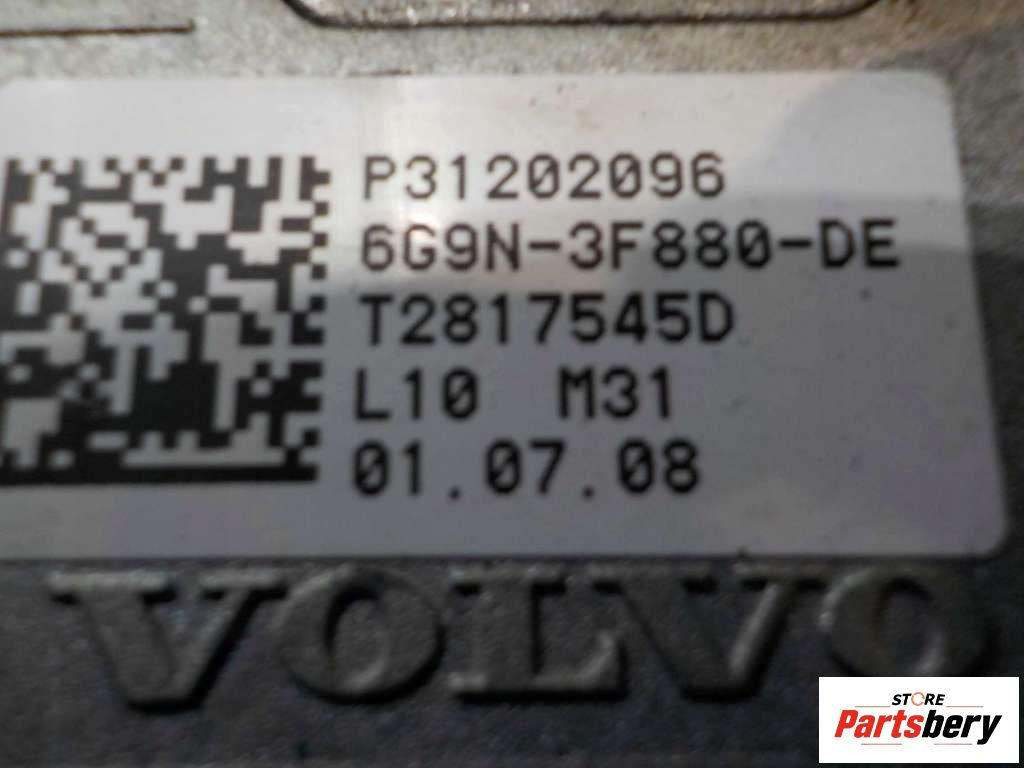 P31202096
6G9N-3F880-DE
T2817545D
L10 M31
01.07.08
VOLVO
STORE
Partsbery